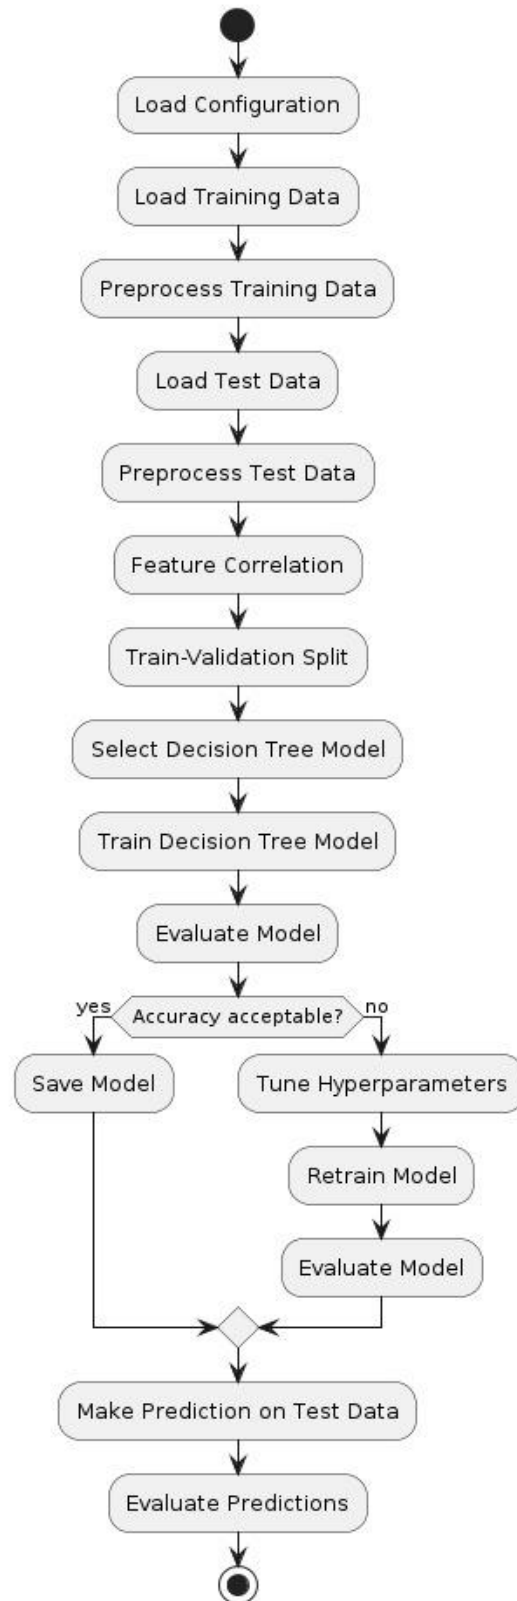 Load Configuration
Load Training Data
Preprocess Training Data
Load Test Data
Preprocess Test Data
Feature Correlation
Train-Validation Split
Select Decision Tree Model
Train Decision Tree Model
Evaluate Model
yes
Accuracy acceptable?
no
Save Model
Tune Hyperparameters
Retrain Model
Evaluate Model
Make Prediction on Test Data
Evaluate Predictions